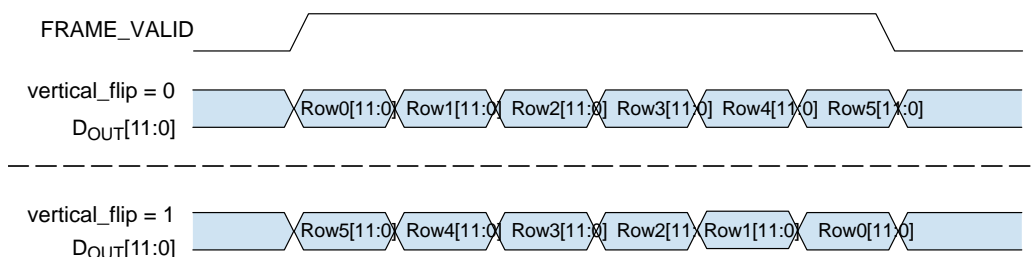 FRAME_VALID
vertical_flip = 0
Row0[11:0] Row1[11:0] Row2[11:0] Row3[11:0] Row4[11:0] Row5[11:0]
DOUT[11:0]
vertical_flip = 1
Row5[11:0] Row4[11:0] Row3[11:0] Row2[11 Row1[11:0] Row0[11:0]
DOUT[11:0]